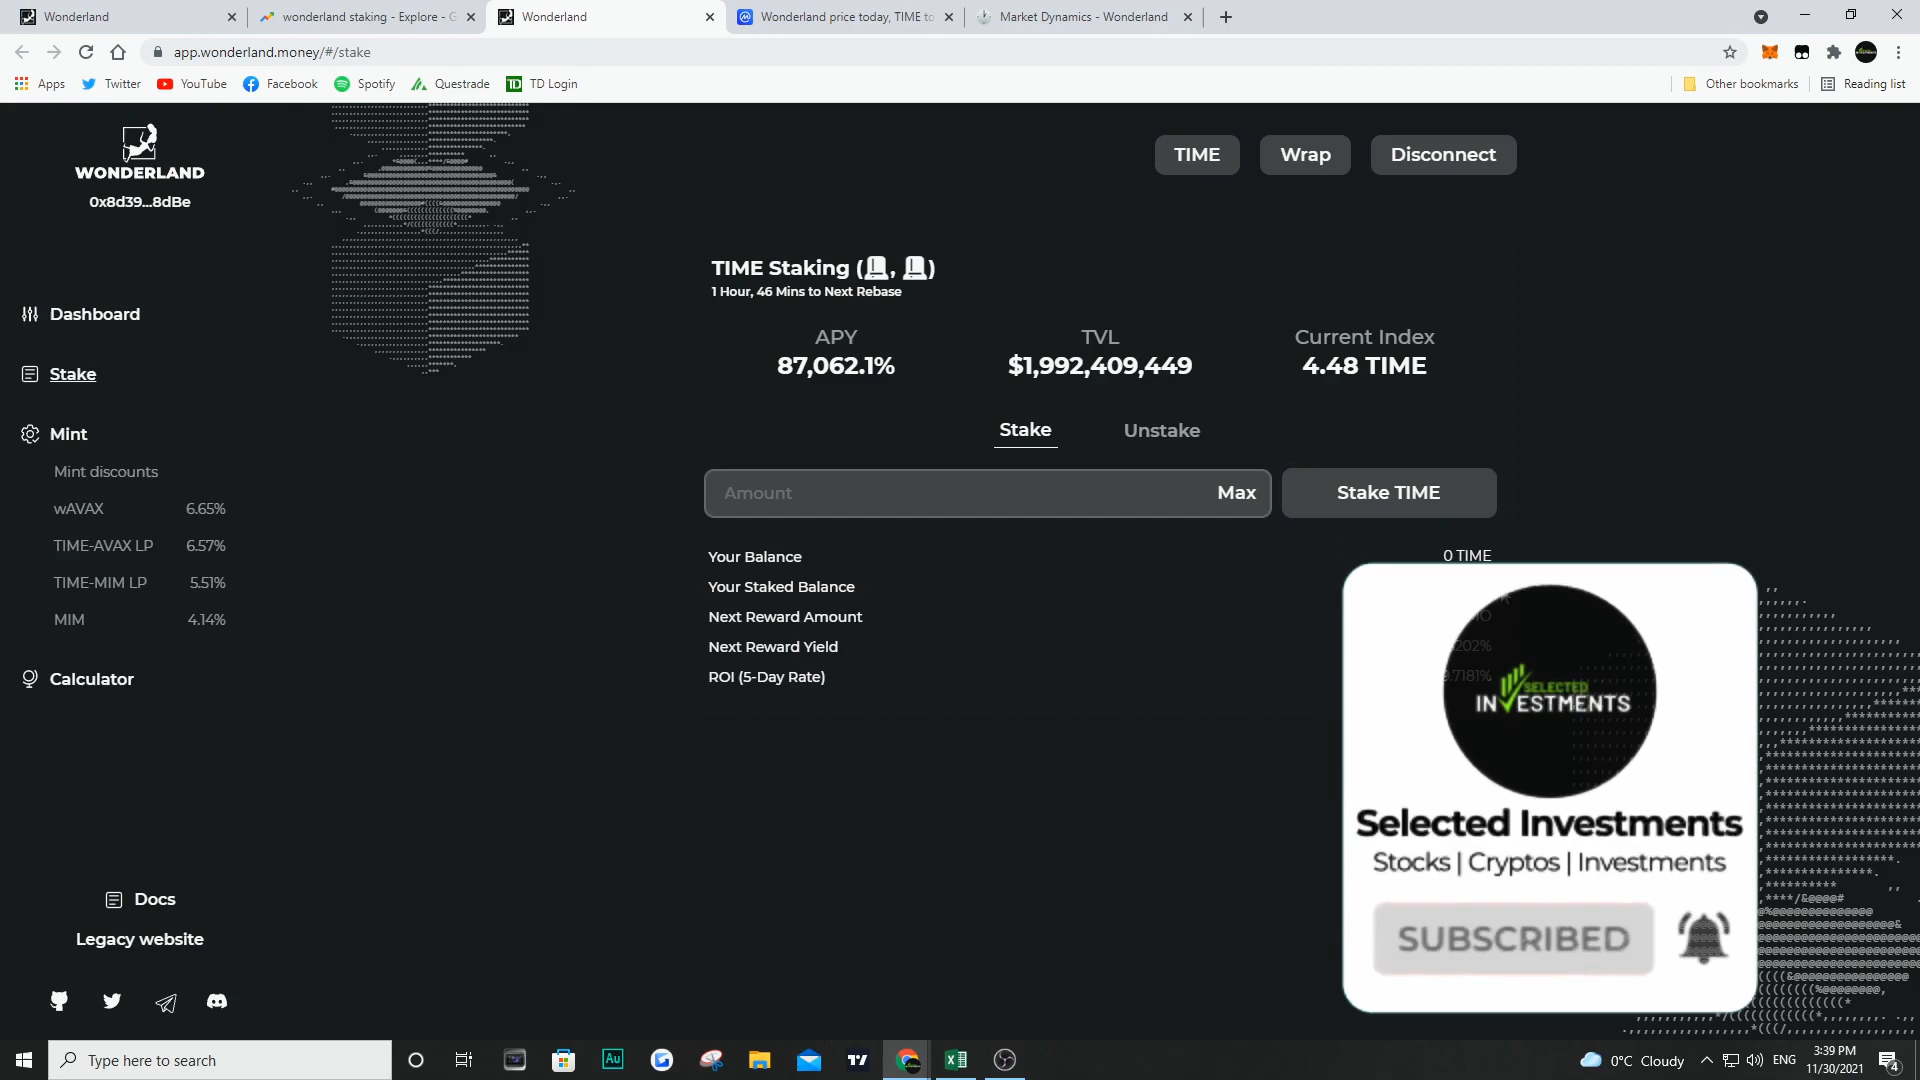 Wonderland
wonderland staking - Explore - G
Wonderland
Wonderland price today, TIME to
Market Dynamics - Wonderland
app.wonderland.money/#/stake
Apps
Twitter
YouTube
Facebook
Spotify
Questrade
TD Login
Other bookmarks
Reading list
WONDERLAND
0x8d39...8dBe
TIME
Wrap
Disconnect
Dashboard
Stake
Mint
Mint discounts
wAVAX 6.65%
TIME-AVAX LP 6.57%
TIME-MIM LP 5.51%
MIM 4.14%
Calculator
Docs
Legacy website
TIME Staking (🎩, 🎩)
1 Hour, 46 Mins to Next Rebase
APY
87,062.1%
TVL
$1,992,409,449
Current Index
4.48 TIME
Stake
Unstake
Amount
Max
Stake TIME
Your Balance 0 TIME
Your Staked Balance
Next Reward Amount
Next Reward Yield
ROI (5-Day Rate)
SELECTED
INVESTMENTS
Selected Investments
Stocks | Cryptos | Investments
SUBSCRIBED
Type here to search
0°C Cloudy
ENG
3:39 PM
11/30/2021
4